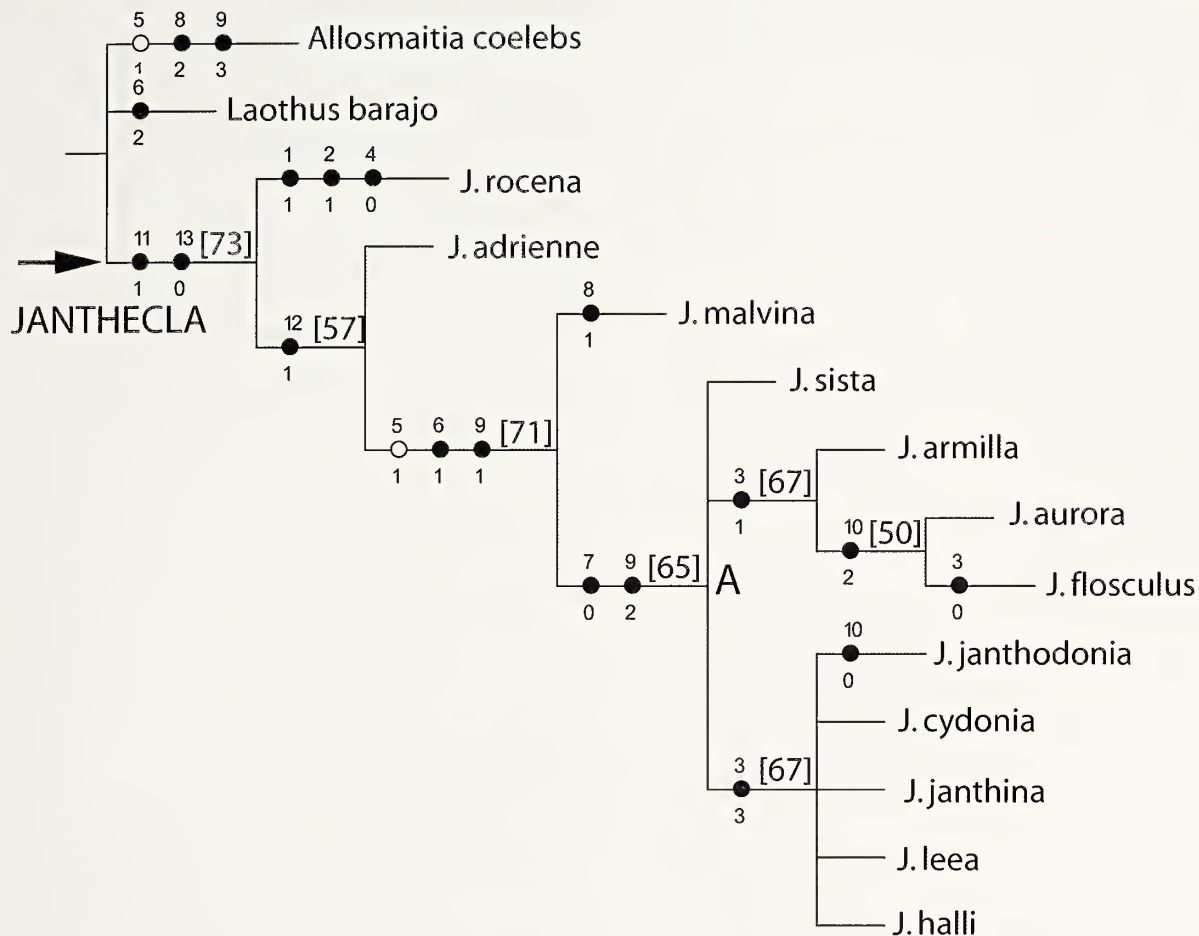 5 8 9
Allosmaitia coelebs
1 2 3
6
Laothus barajo
2
1 2 4
J. rocena
1 1 0
11 13 [73]
J. adrienne
1 0
JANTHECLA
8
J. malvina
1
12 [57]
1
J. sista
5 6 9 [71]
J. armilla
1 1 1
3 [67]
1
J. aurora
10 [50]
2
7 9 [65]
A
3
J. flosculus
0 2
0
10
J. janthodonia
0
J. cydonia
3 [67]
J. janthina
3
J. leea
J. halli